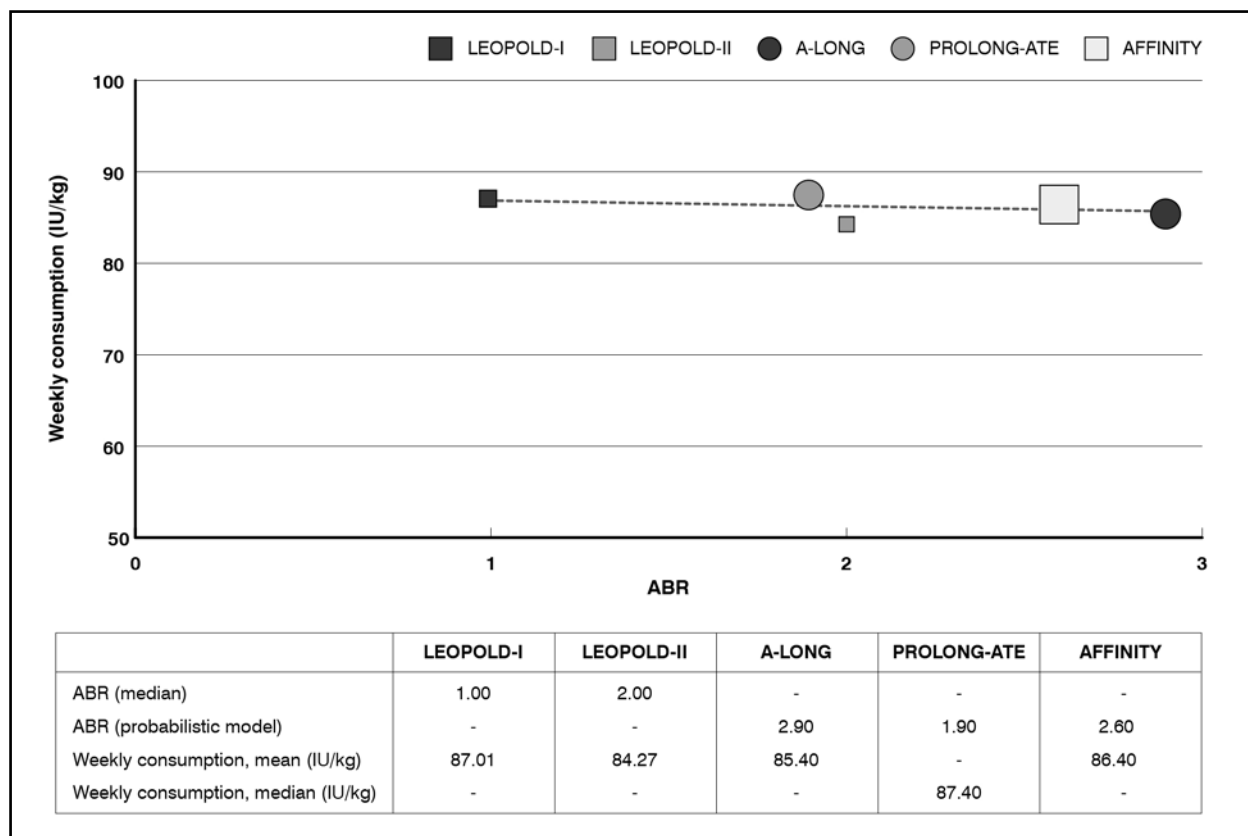 LEOPOLD-I LEOPOLD-II A-LONG PROLONG-ATE AFFINITY
100
90
80
70
60
50
Weekly consumption (IU/kg)
0 1 2 3
ABR
LEOPOLD-I LEOPOLD-II A-LONG PROLONG-ATE AFFINITY
ABR (median) 1.00 2.00 - - -
ABR (probabilistic model) - - 2.90 1.90 2.60
Weekly consumption, mean (IU/kg) 87.01 84.27 85.40 - 86.40
Weekly consumption, median (IU/kg) - - - 87.40 -